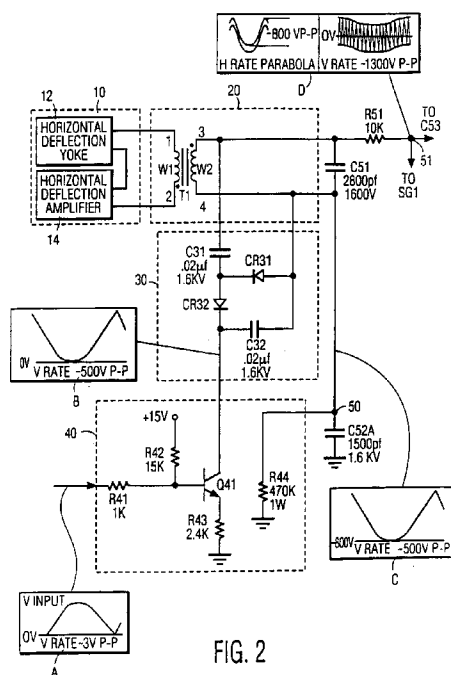 ~800 VP-P
0V
H RATE PARABOLA
V RATE ~1300V P-P
D
12
10
20
HORIZONTAL
DEFLECTION
YOKE
HORIZONTAL
DEFLECTION
AMPLIFIER
14
1
2
W1
W2
T1
3
4
R51
10K
TO
C53
51
TO
SG1
C51
2800pf
1600V
30
C31
.02µf
1.6KV
CR31
CR32
C32
.02µf
1.6KV
0V
V RATE ~500V P-P
B
40
+15V
R42
15K
R41
1K
Q41
R43
2.4K
R44
470K
1W
50
C52A
1500pf
1.6 KV
-600V
V RATE ~500V P-P
C
V INPUT
0V
V RATE~3V P-P
A
FIG. 2